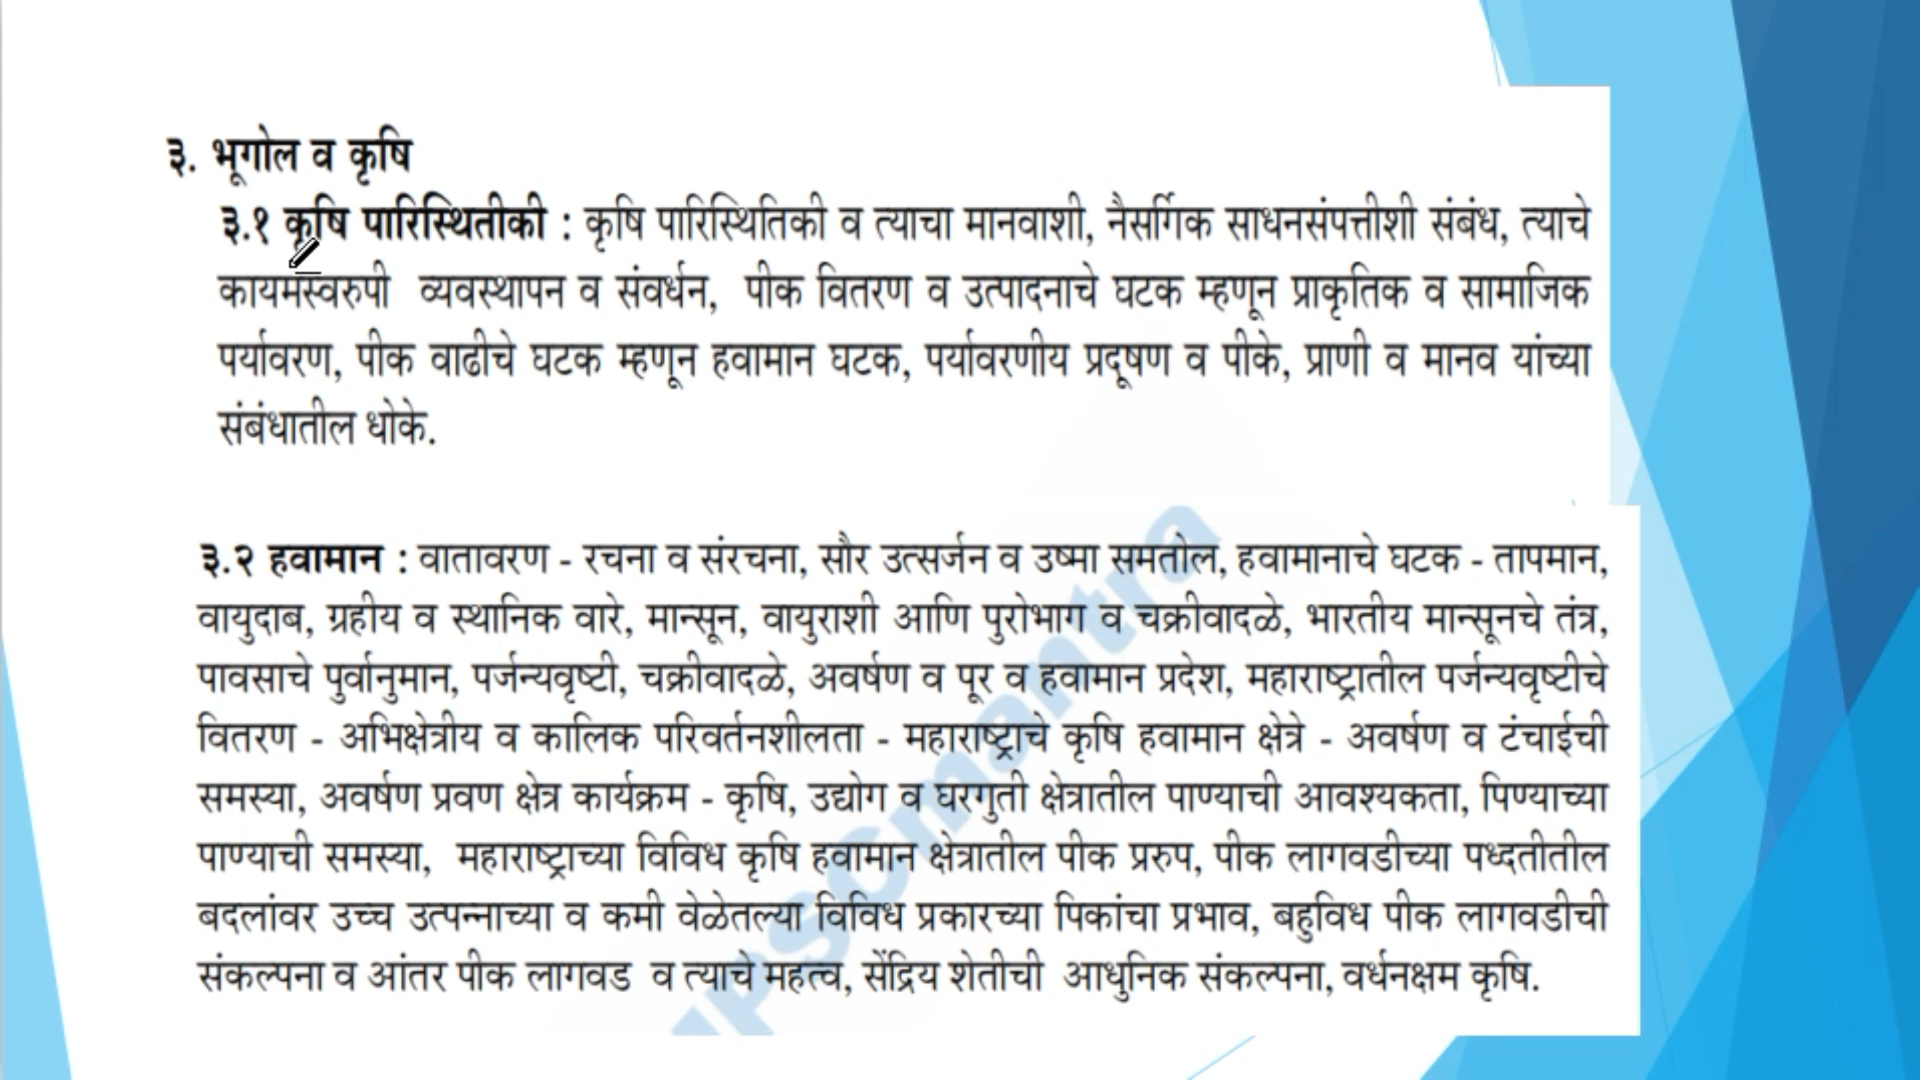 ३. भूगोल व कृषि
३.१ कृषि पारिस्थितीकी : कृषि पारिस्थितिकी व त्याचा मानवाशी, नैसर्गिक साधनसंपत्तीशी संबंध, त्याचे
कायमस्वरुपी व्यवस्थापन व संवर्धन, पीक वितरण व उत्पादनाचे घटक म्हणून प्राकृतिक व सामाजिक
पर्यावरण, पीक वाढीचे घटक म्हणून हवामान घटक, पर्यावरणीय प्रदूषण व पीके, प्राणी व मानव यांच्या
संबंधातील धोके.
३.२ हवामान : वातावरण - रचना व संरचना, सौर उत्सर्जन व उष्मा समतोल, हवामानाचे घटक - तापमान,
वायुदाब, ग्रहीय व स्थानिक वारे, मान्सून, वायुराशी आणि पुरोभाग व चक्रीवादळे, भारतीय मान्सूनचे तंत्र,
पावसाचे पुर्वानुमान, पर्जन्यवृष्टी, चक्रीवादळे, अवर्षण व पूर व हवामान प्रदेश, महाराष्ट्रातील पर्जन्यवृष्टीचे
वितरण - अभिक्षेत्रीय व कालिक परिवर्तनशीलता - महाराष्ट्राचे कृषि हवामान क्षेत्रे - अवर्षण व टंचाईची
समस्या, अवर्षण प्रवण क्षेत्र कार्यक्रम - कृषि, उद्योग व घरगुती क्षेत्रातील पाण्याची आवश्यकता, पिण्याच्या
पाण्याची समस्या, महाराष्ट्राच्या विविध कृषि हवामान क्षेत्रातील पीक प्ररुप, पीक लागवडीच्या पध्दतीतील
बदलांवर उच्च उत्पन्नाच्या व कमी वेळेतल्या विविध प्रकारच्या पिकांचा प्रभाव, बहुविध पीक लागवडीची
संकल्पना व आंतर पीक लागवड व त्याचे महत्व, सेंद्रिय शेतीची आधुनिक संकल्पना, वर्धनक्षम कृषि.